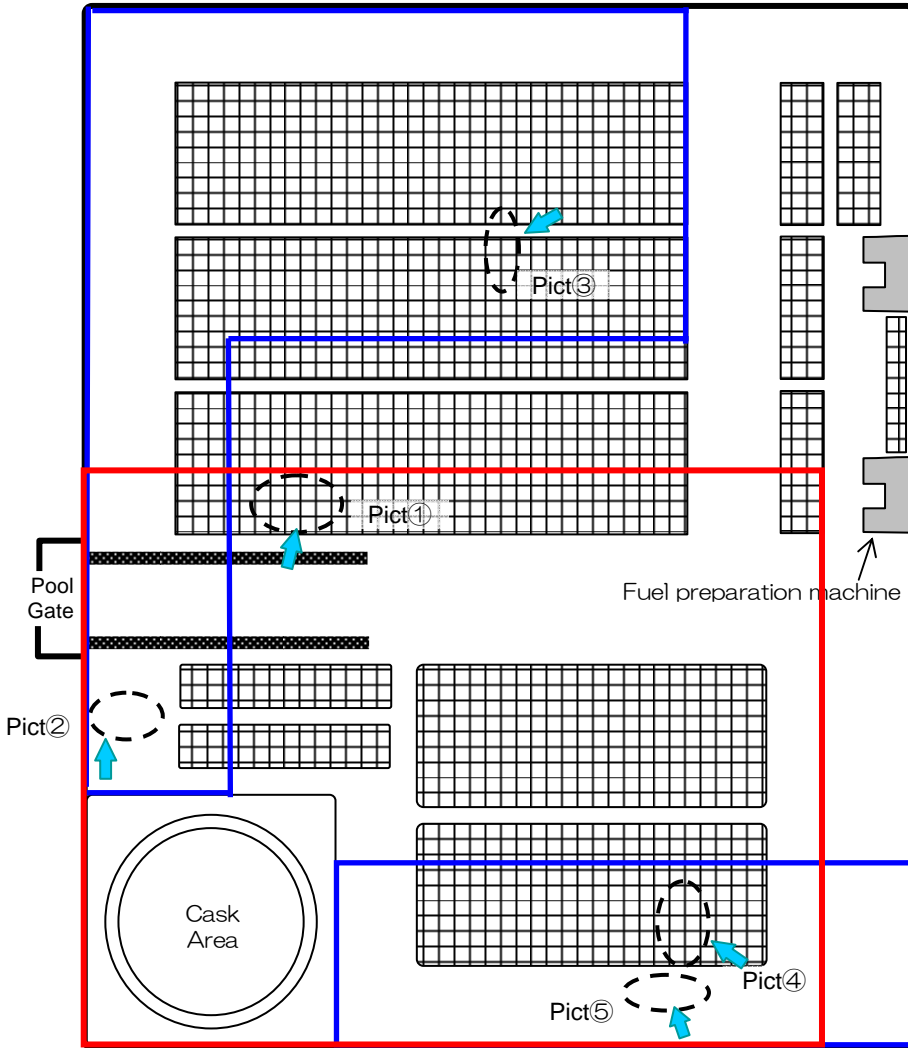 Pict③
Pict①
Pool
Gate
Fuel preparation machine
Pict②
Cask
Area
Pict④
Pict⑤